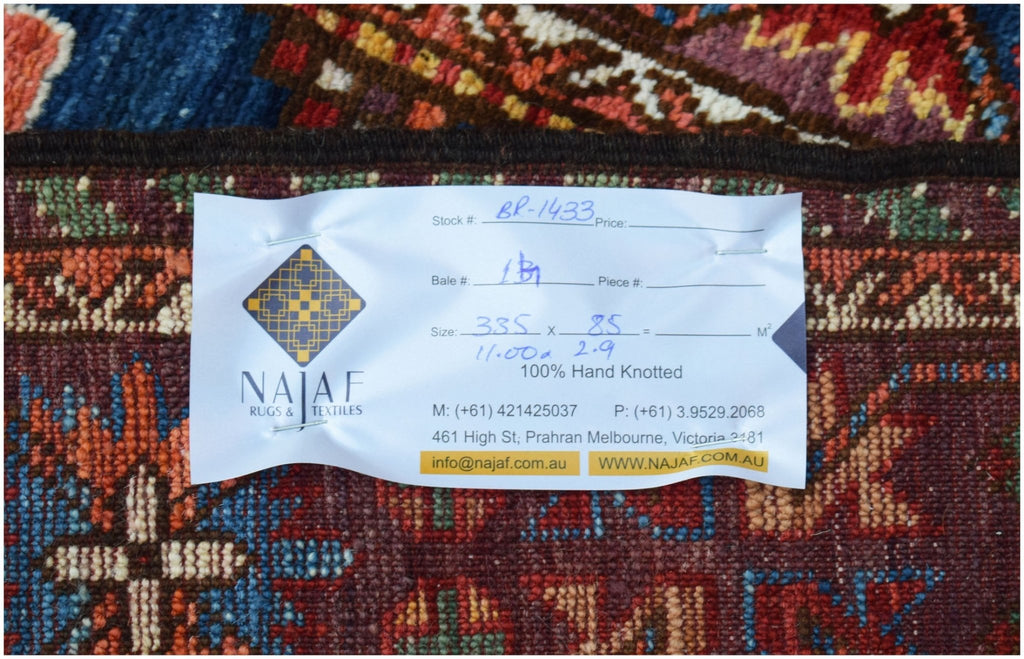 Stock #: BR-1433 Price:
Bale #: Piece #:
Size: 335 x 85 = M²
11.00 2.9
100% Hand Knotted
NAJAF
RUGS & TEXTILES
M: (+61) 421425037 P: (+61) 3.9529.2068
461 High St, Prahran Melbourne, Victoria 3181
info@najaf.com.au WWW.NAJAF.COM.AU